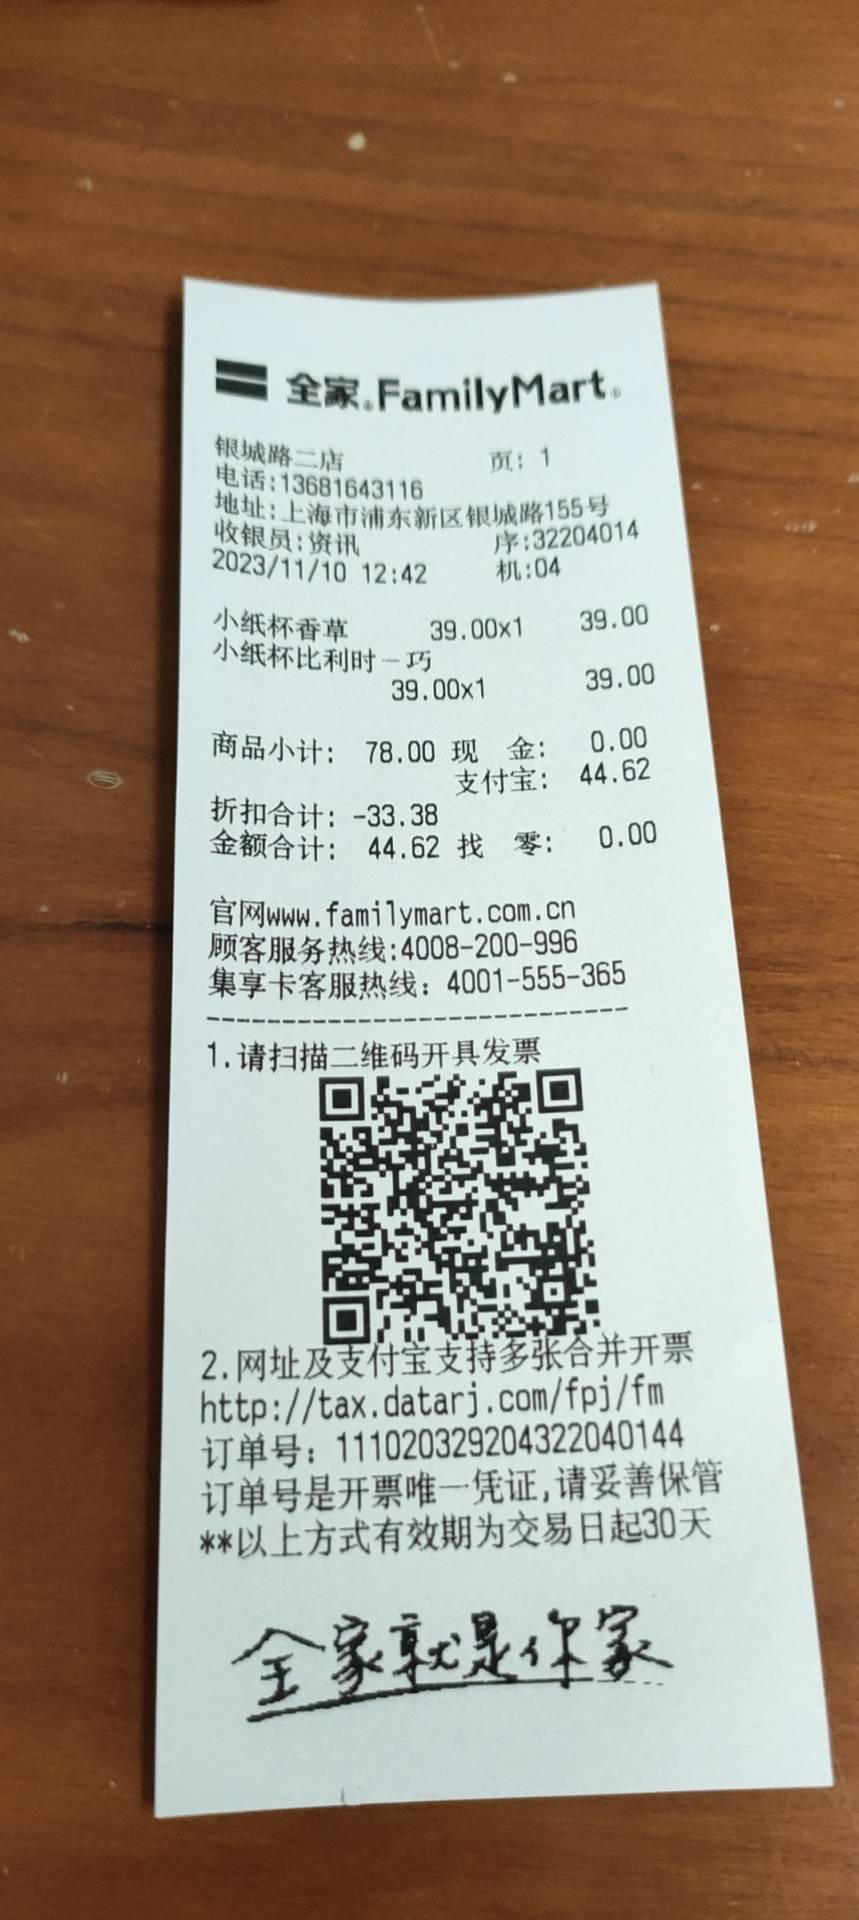 全家®FamilyMart®
银城路二店 页: 1
电话:13681643116
地址:上海市浦东新区银城路155号
收银员:资讯 序:32204014
2023/11/10 12:42 机:04
小纸杯香草 39.00x1 39.00
小纸杯比利时－巧
39.00x1 39.00
商品小计: 78.00 现 金: 0.00
支付宝: 44.62
折扣合计: -33.38
金额合计: 44.62 找 零: 0.00
官网www.familymart.com.cn
顾客服务热线:4008-200-996
集享卡客服热线: 4001-555-365
----------------------------
1.请扫描二维码开具发票
2.网址及支付宝支持多张合并开票
http://tax.datarj.com/fpj/fm
订单号: 111020329204322040144
订单号是开票唯一凭证,请妥善保管
**以上方式有效期为交易日起30天
全家就是你家